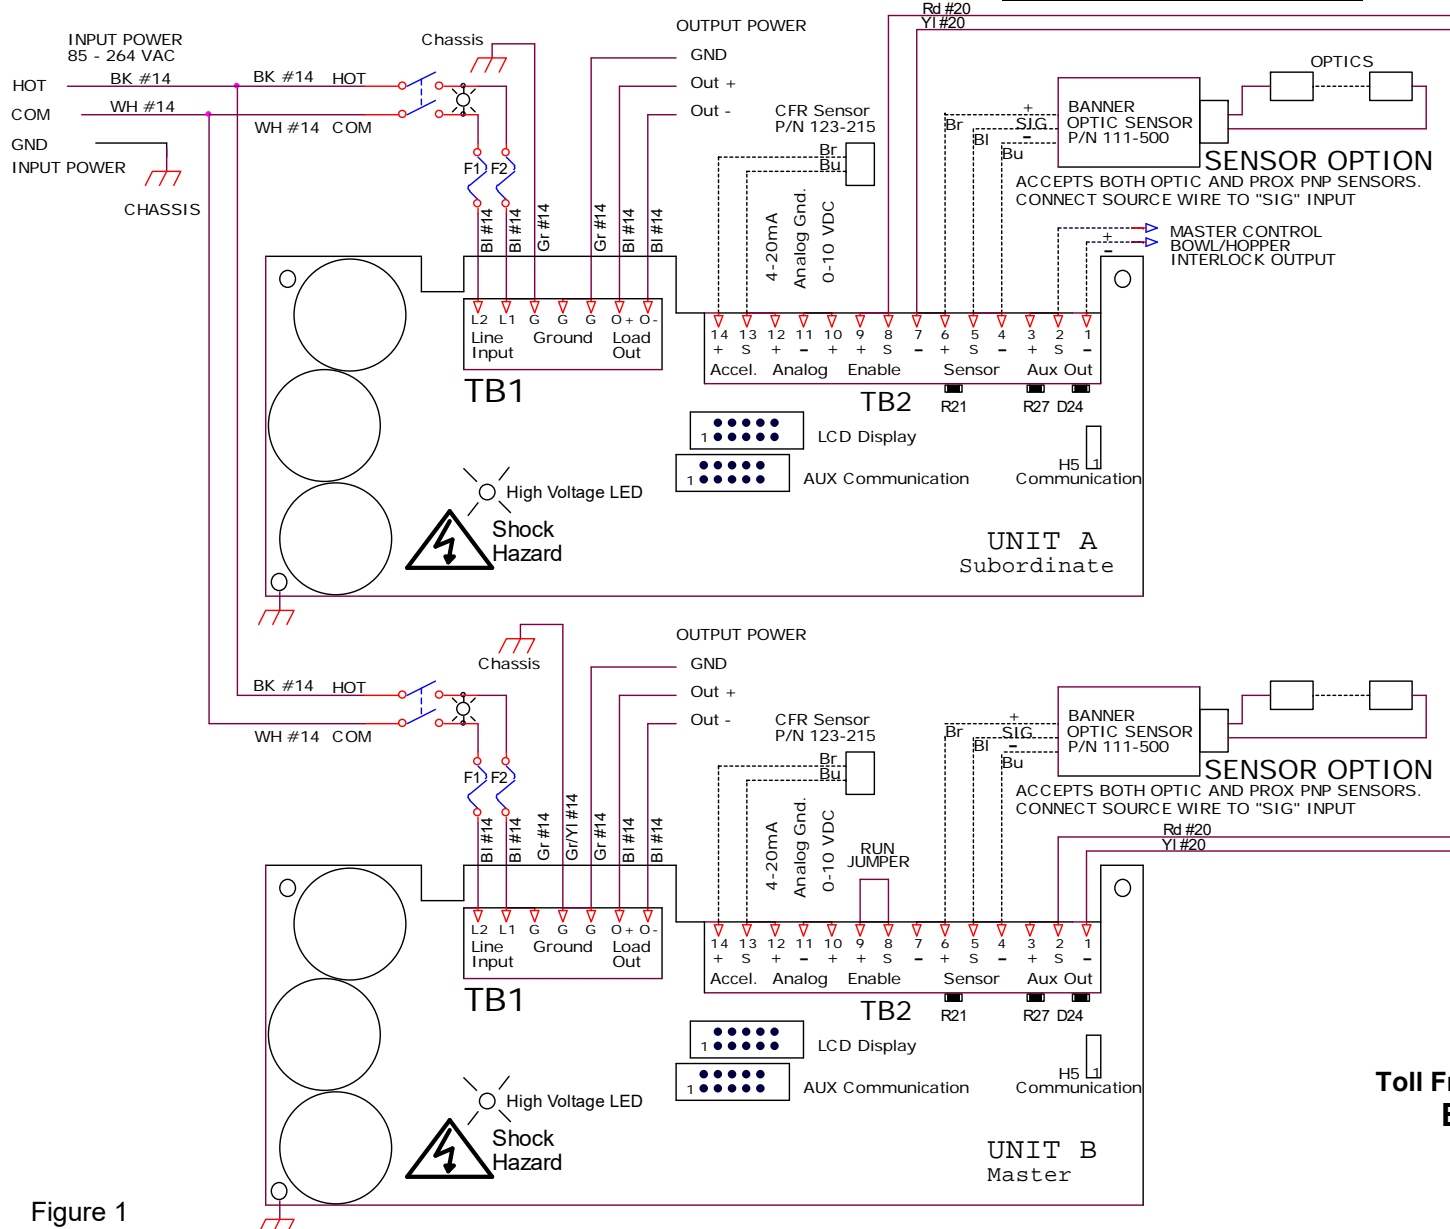 Rd #20
Yl #20
INPUT POWER
85 - 264 VAC
HOT
BK #14
BK #14
HOT
COM
WH #14
WH #14
COM
GND
INPUT POWER
CHASSIS
Chassis
OUTPUT POWER
GND
Out +
Out -
F1
F2
Bl #14
Bl #14
Gr #14
Gr #14
Bl #14
Bl #14
CFR Sensor
P/N 123-215
Br
Bu
4-20mA
Analog Gnd.
0-10 VDC
+
SIG
-
Br
Bl
Bu
BANNER
OPTIC SENSOR
P/N 111-500
OPTICS
SENSOR OPTION
ACCEPTS BOTH OPTIC AND PROX PNP SENSORS.
CONNECT SOURCE WIRE TO "SIG" INPUT
+
-
MASTER CONTROL
BOWL/HOPPER
INTERLOCK OUTPUT
L2 L1 G G G O+ O-
Line Input
Ground
Load Out
TB1
14 13 12 11 10 9 8 7 6 5 4 3 2 1
+ S + - + + S - + S - + S -
Accel. Analog Enable Sensor Aux Out
TB2
R21
R27 D24
1
LCD Display
1
AUX Communication
H5 1
Communication
High Voltage LED
Shock
Hazard
UNIT A
Subordinate
OUTPUT POWER
GND
Out +
Out -
Chassis
BK #14
HOT
WH #14
COM
F1
F2
Bl #14
Bl #14
Gr #14
Gr/Yl #14
Gr #14
Bl #14
Bl #14
CFR Sensor
P/N 123-215
Br
Bu
4-20mA
Analog Gnd.
0-10 VDC
RUN
JUMPER
+
SIG
-
Br
Bl
Bu
BANNER
OPTIC SENSOR
P/N 111-500
SENSOR OPTION
ACCEPTS BOTH OPTIC AND PROX PNP SENSORS.
CONNECT SOURCE WIRE TO "SIG" INPUT
Rd #20
Yl #20
L2 L1 G G G O+ O-
Line Input
Ground
Load Out
TB1
14 13 12 11 10 9 8 7 6 5 4 3 2 1
+ S + - + + S - + S - + S -
Accel. Analog Enable Sensor Aux Out
TB2
R21
R27 D24
1
LCD Display
1
AUX Communication
H5 1
Communication
High Voltage LED
Shock
Hazard
UNIT B
Master
Toll
Figure 1